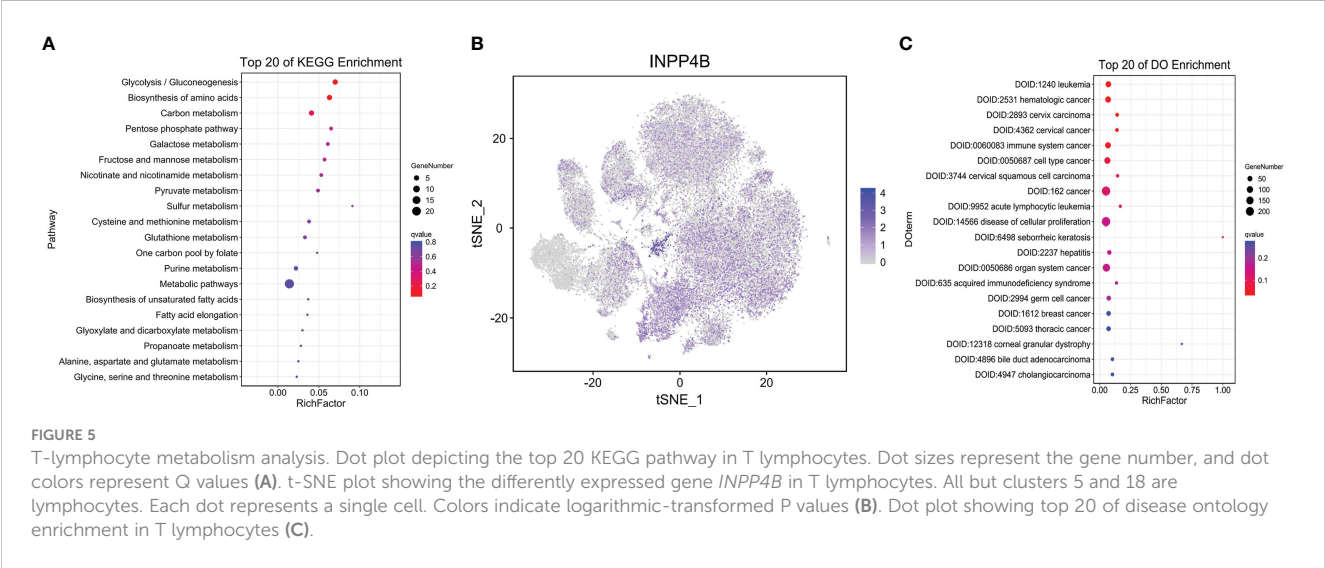 A
Top 20 of KEGG Enrichment
Glycolysis / Gluconeogenesis
Biosynthesis of amino acids
Carbon metabolism
Pentose phosphate pathway
Galactose metabolism
Fructose and mannose metabolism
Nicotinate and nicotinamide metabolism
Pyruvate metabolism
Sulfur metabolism
Cysteine and methionine metabolism
Glutathione metabolism
One carbon pool by folate
Purine metabolism
Metabolic pathways
Biosynthesis of unsaturated fatty acids
Fatty acid elongation
Glyoxylate and dicarboxylate metabolism
Propanoate metabolism
Alanine, aspartate and glutamate metabolism
Glycine, serine and threonine metabolism
Pathway
0.00 0.05 0.10
RichFactor
GeneNumber
5
10
15
20
qvalue
0.8
0.6
0.4
0.2
B
INPP4B
20
0
-20
tSNE_2
-20 0 20
tSNE_1
4
3
2
1
0
C
Top 20 of DO Enrichment
DOID:1240 leukemia
DOID:2531 hematologic cancer
DOID:2893 cervix carcinoma
DOID:4362 cervical cancer
DOID:0060083 immune system cancer
DOID:0050687 cell type cancer
DOID:3744 cervical squamous cell carcinoma
DOID:162 cancer
DOID:9952 acute lymphocytic leukemia
DOID:14566 disease of cellular proliferation
DOID:6498 seborrheic keratosis
DOID:2237 hepatitis
DOID:0050686 organ system cancer
DOID:635 acquired immunodeficiency syndrome
DOID:2994 germ cell cancer
DOID:1612 breast cancer
DOID:5093 thoracic cancer
DOID:12318 corneal granular dystrophy
DOID:4896 bile duct adenocarcinoma
DOID:4947 cholangiocarcinoma
DOterm
0.00 0.25 0.50 0.75 1.00
RichFactor
GeneNumber
50
100
150
200
qvalue
0.2
0.1
FIGURE 5
T-lymphocyte metabolism analysis. Dot plot depicting the top 20 KEGG pathway in T lymphocytes. Dot sizes represent the gene number, and dot
colors represent Q values (A). t-SNE plot showing the differently expressed gene INPP4B in T lymphocytes. All but clusters 5 and 18 are
lymphocytes. Each dot represents a single cell. Colors indicate logarithmic-transformed P values (B). Dot plot showing top 20 of disease ontology
enrichment in T lymphocytes (C).